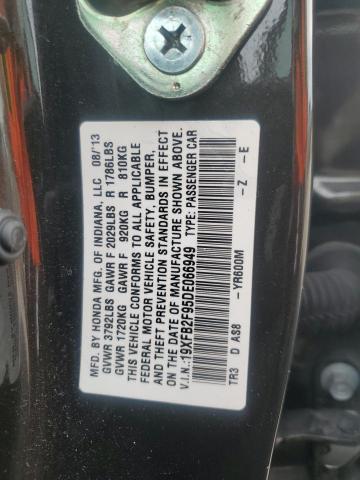 MFD. BY HONDA MFG. OF INDIANA, LLC 08/'13
GVWR 3792LBS GAWR F 2029LBS R 1786LBS
GVWR 1720KG GAWR F 920KG R 810KG
THIS VEHICLE CONFORMS TO ALL APPLICABLE
FEDERAL MOTOR VEHICLE SAFETY, BUMPER,
AND THEFT PREVENTION STANDARDS IN EFFECT
ON THE DATE OF MANUFACTURE SHOWN ABOVE.
V.I.N.: 19XFB2F95DE066949 TYPE: PASSENGER CAR
TR3 D AS8 -YR600M -Z -E